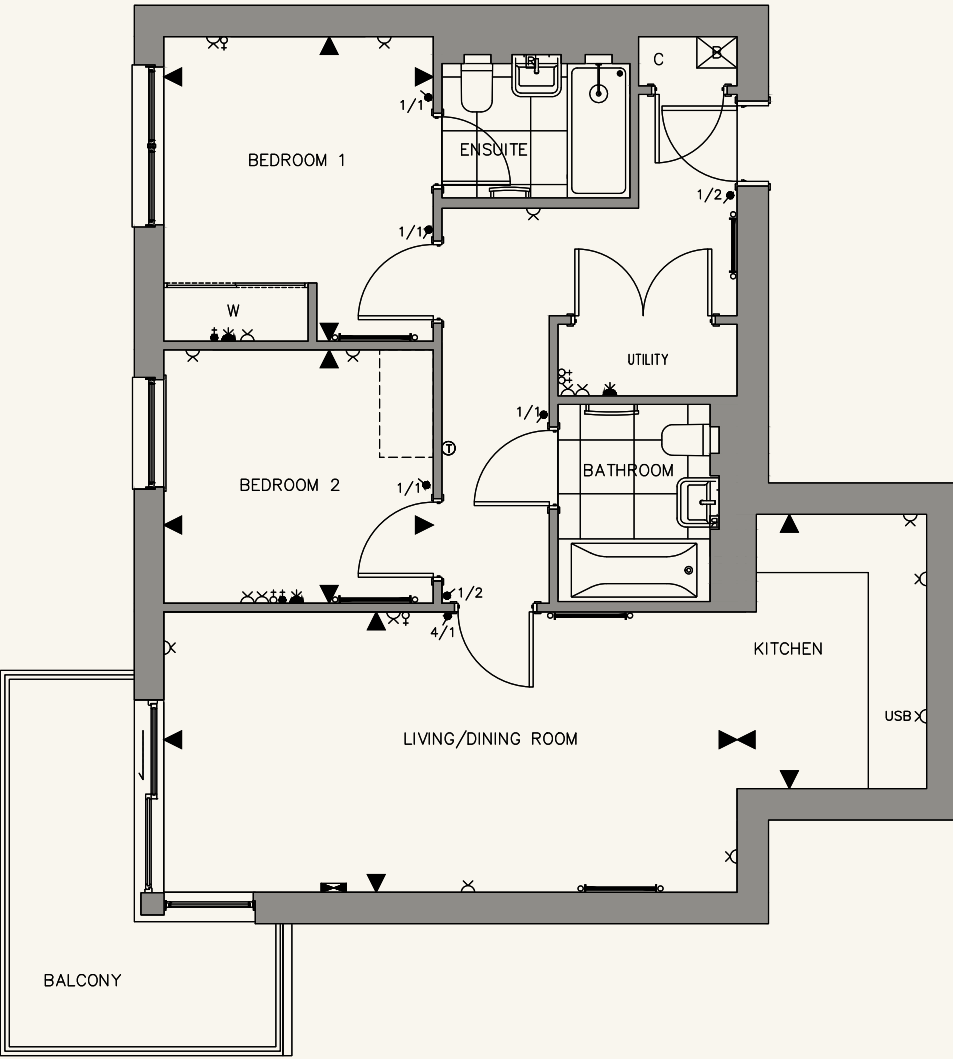 C
B
1/1
R
BEDROOM 1
ENSUITE
1/2
1/1
W
UTILITY
1/1
T
BATHROOM
BEDROOM 2
1/1
1/2
4/1
KITCHEN
USB
LIVING/DINING ROOM
BALCONY